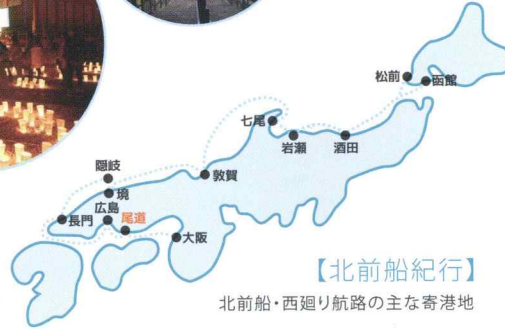 松前
函館
七尾
岩瀬
酒田
隠岐
敦賀
境
広島
長門
尾道
大阪
【北前船紀行】
北前船・西廻り航路の主な寄港地